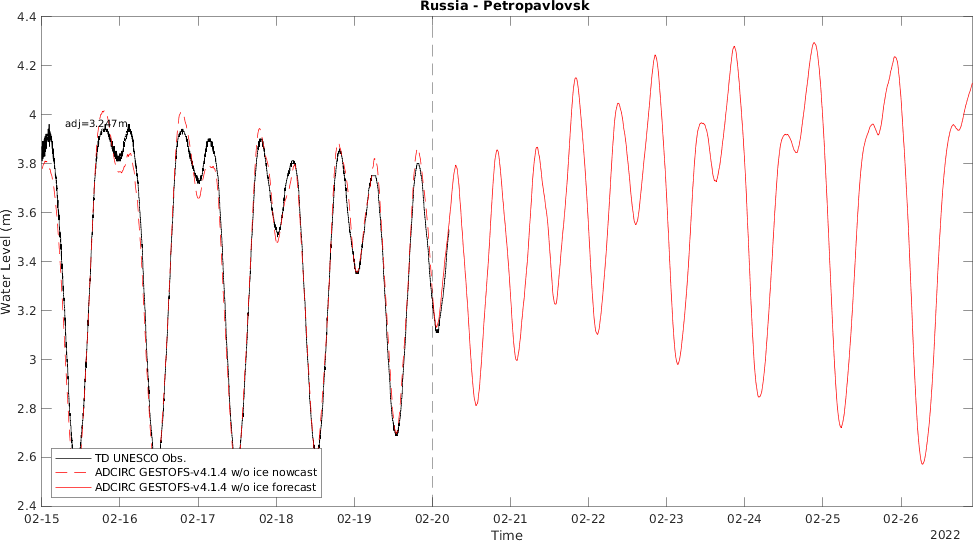 Russia - Petropavlovsk
4.4
4.2
4
3.8
3.6
3.4
3.2
3
2.8
2.6
2.4
Water Level (m)
adj=3.247m
TD UNESCO Obs.
ADCIRC GESTOFS-v4.1.4 w/o ice nowcast
ADCIRC GESTOFS-v4.1.4 w/o ice forecast
02-15 02-16 02-17 02-18 02-19 02-20 02-21 02-22 02-23 02-24 02-25 02-26
Time
2022